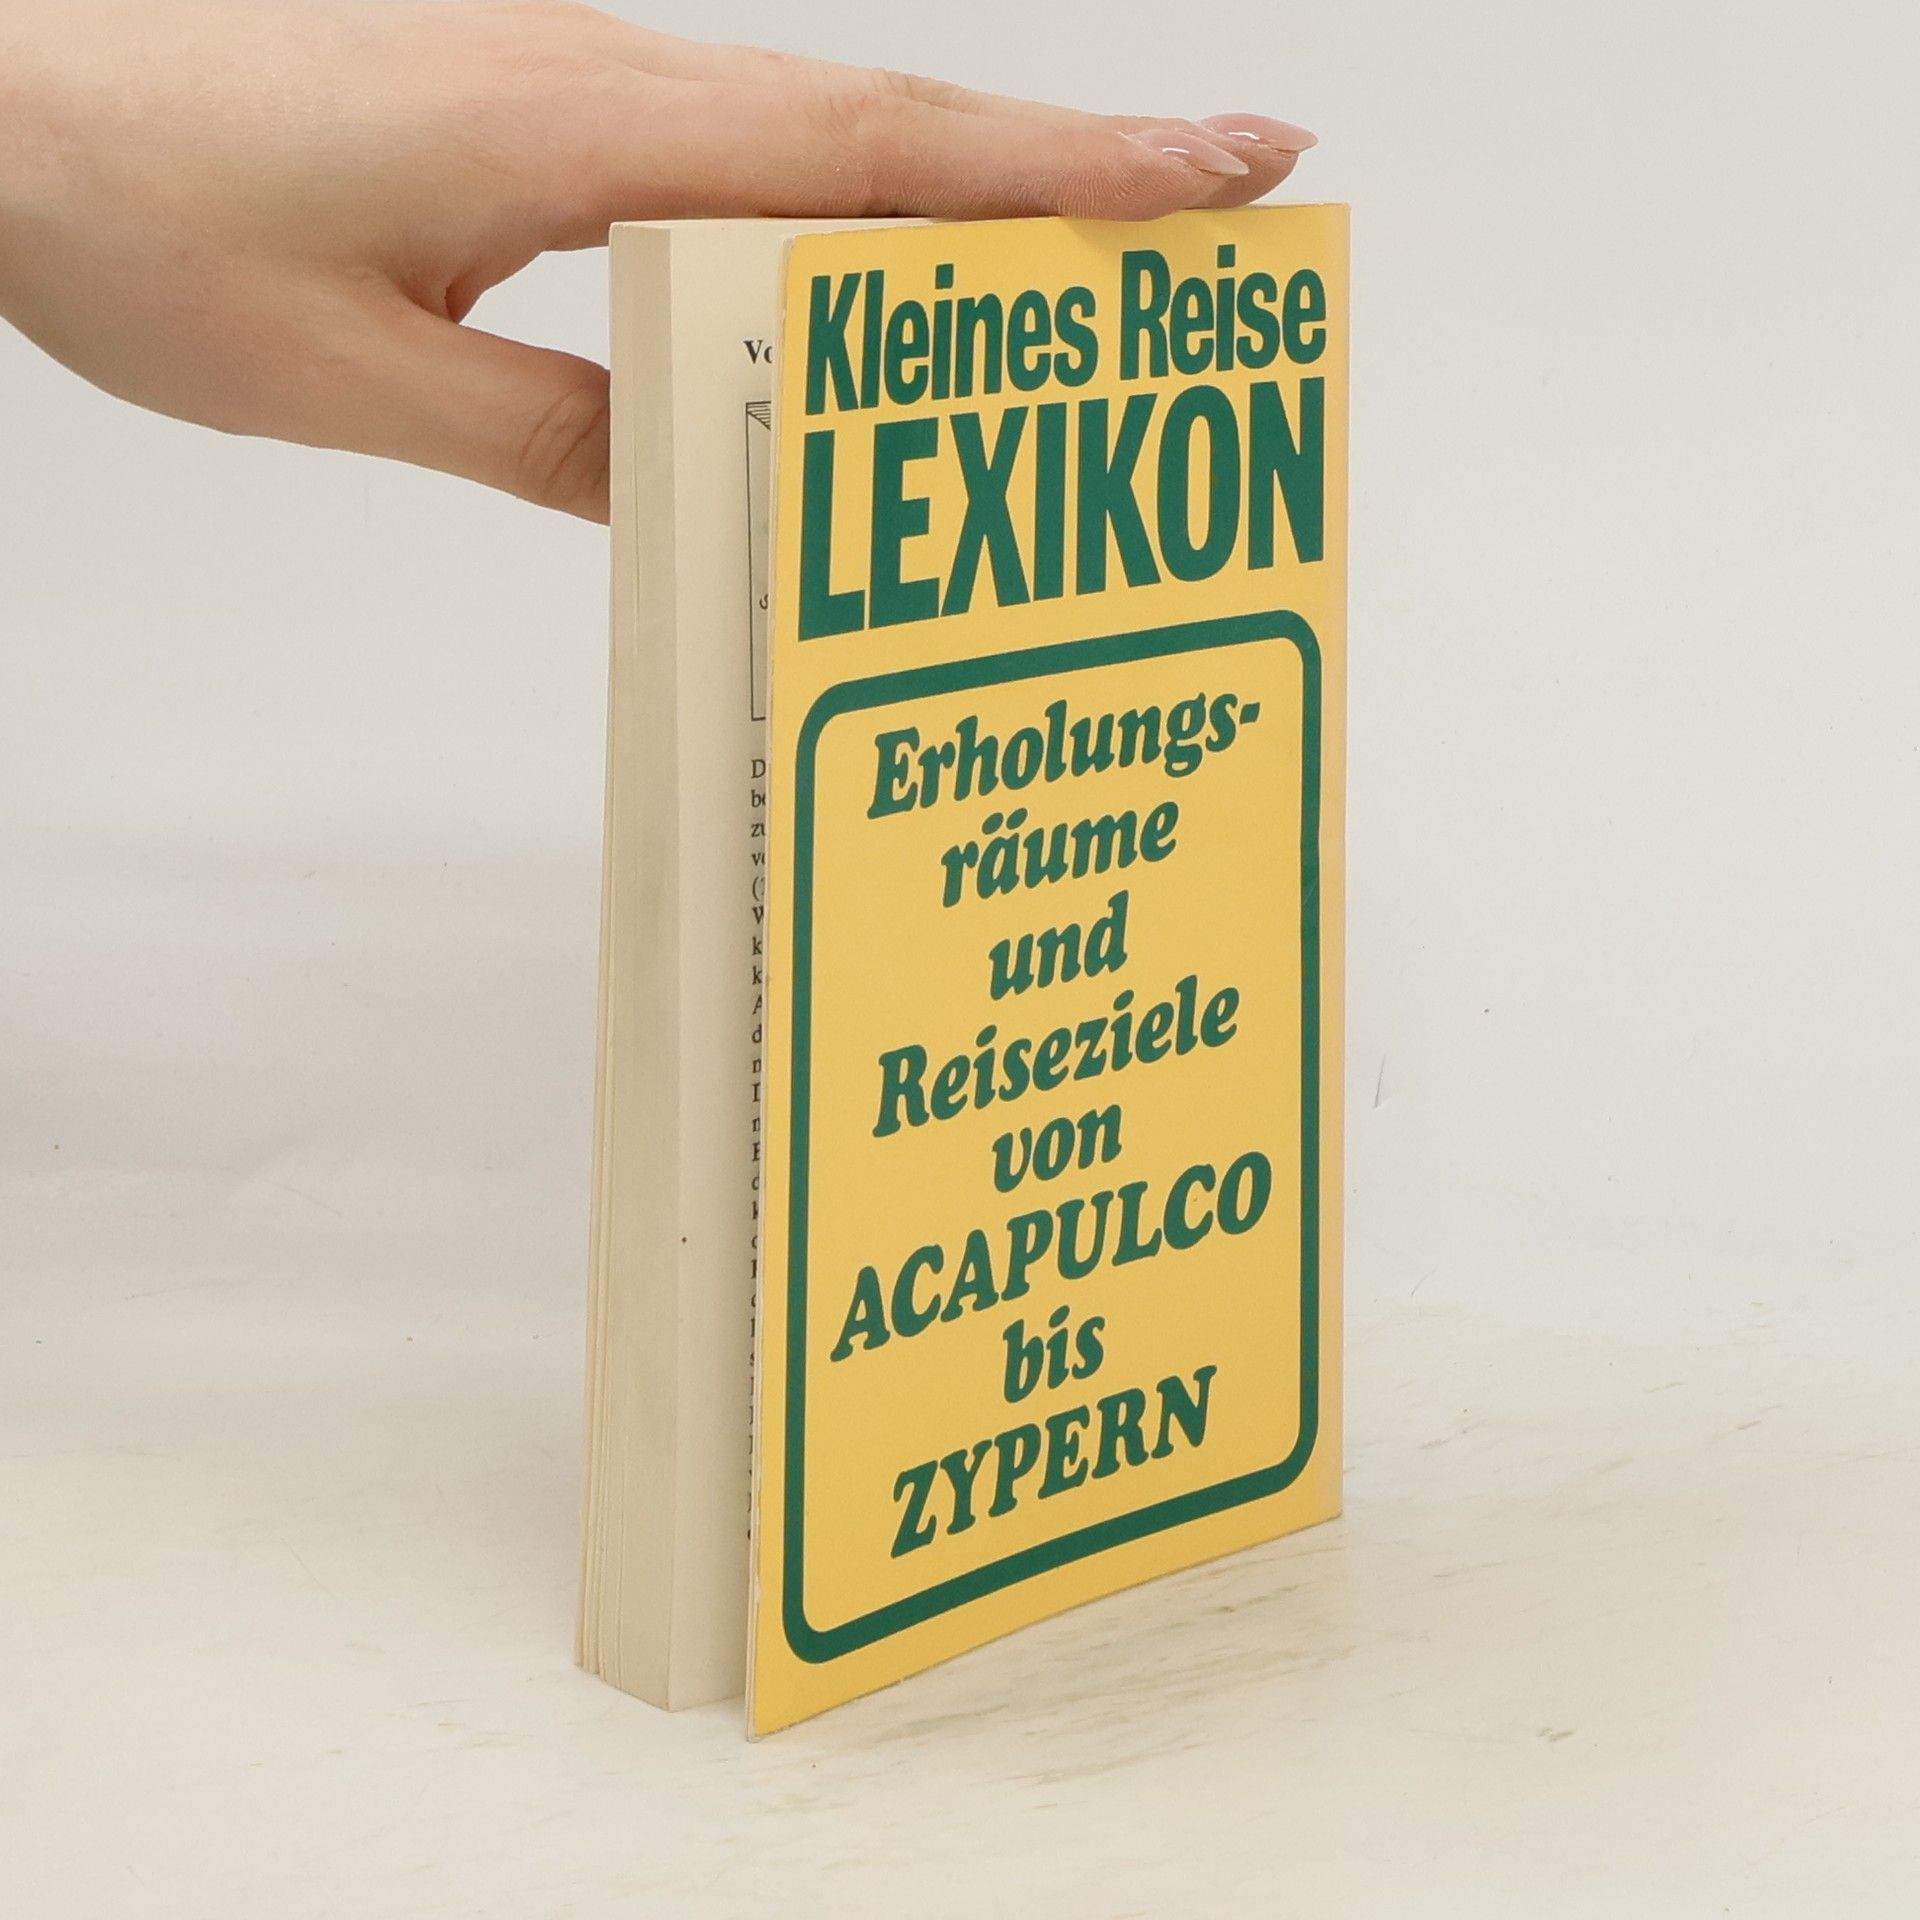 Kleines Reise
LEXIKON
Erholungs-
räume
und
Reiseziele
von
ACAPULCO
bis
ZYPERN